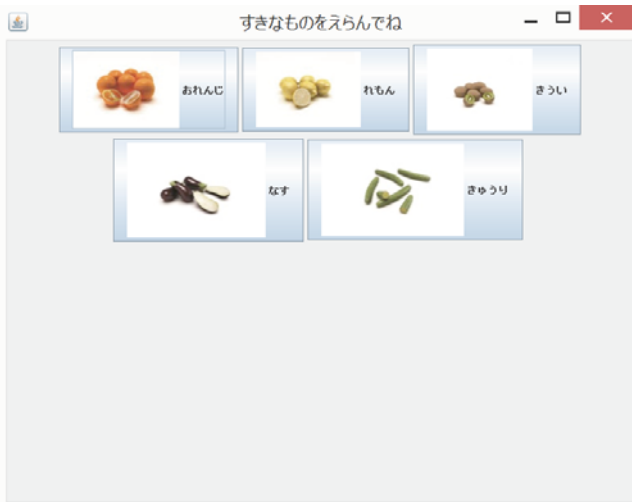 すきなものをえらんでね
おれんじ
れもん
きうい
なす
きゅうり